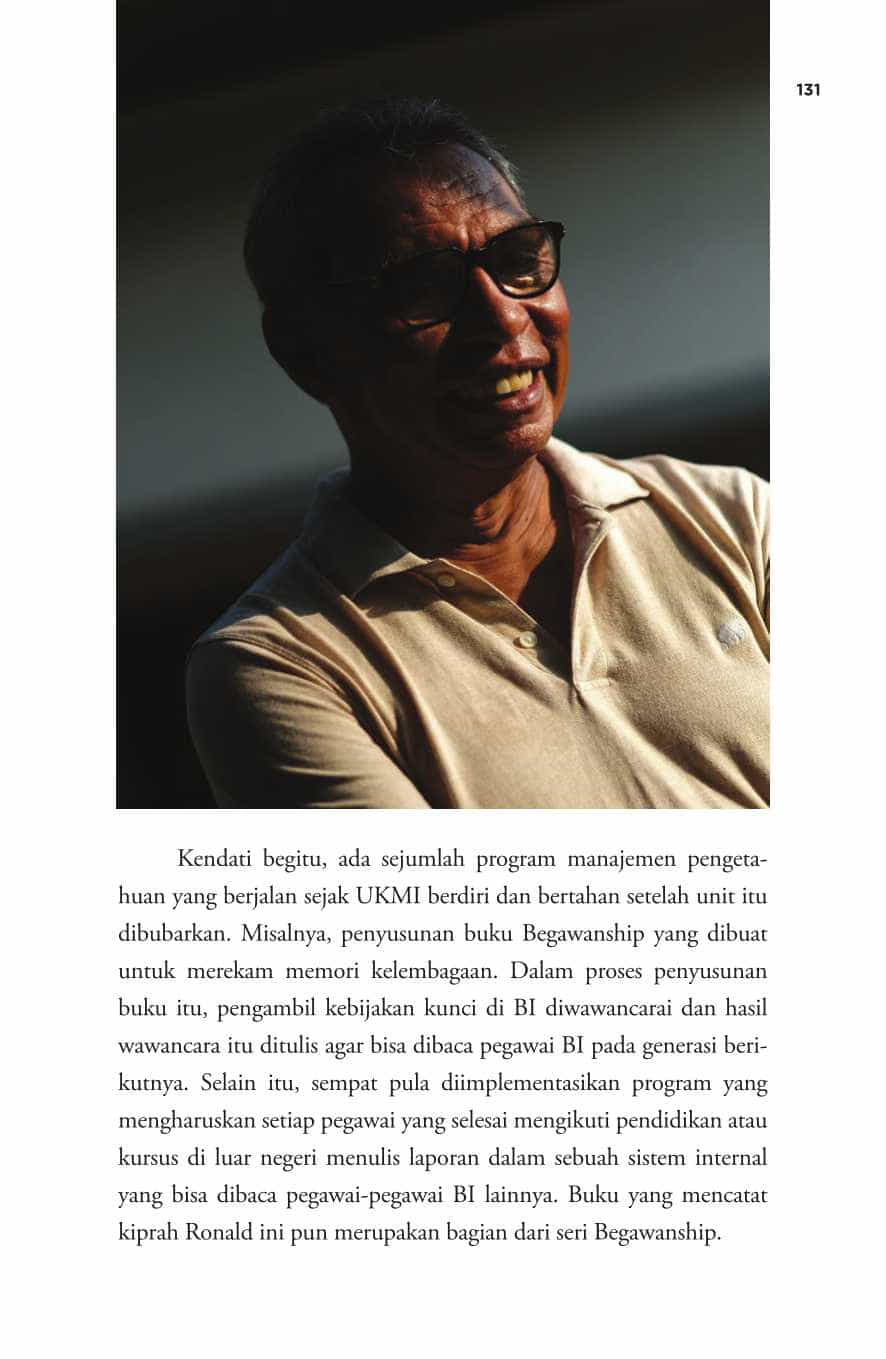 131
Kendati begitu, ada sejumlah program manajemen pengeta-
huan yang berjalan sejak UKMI berdiri dan bertahan setelah unit itu
dibubarkan. Misalnya, penyusunan buku Begawanship yang dibuat
untuk merekam memori kelembagaan. Dalam proses penyusunan
buku itu, pengambil kebijakan kunci di BI diwawancarai dan hasil
wawancara itu ditulis agar bisa dibaca pegawai BI pada generasi beri-
kutnya. Selain itu, sempat pula diimplementasikan program yang
mengharuskan setiap pegawai yang selesai mengikuti pendidikan atau
kursus di luar negeri menulis laporan dalam sebuah sistem internal
yang bisa dibaca pegawai-pegawai BI lainnya. Buku yang mencatat
kiprah Ronald ini pun merupakan bagian dari seri Begawanship.